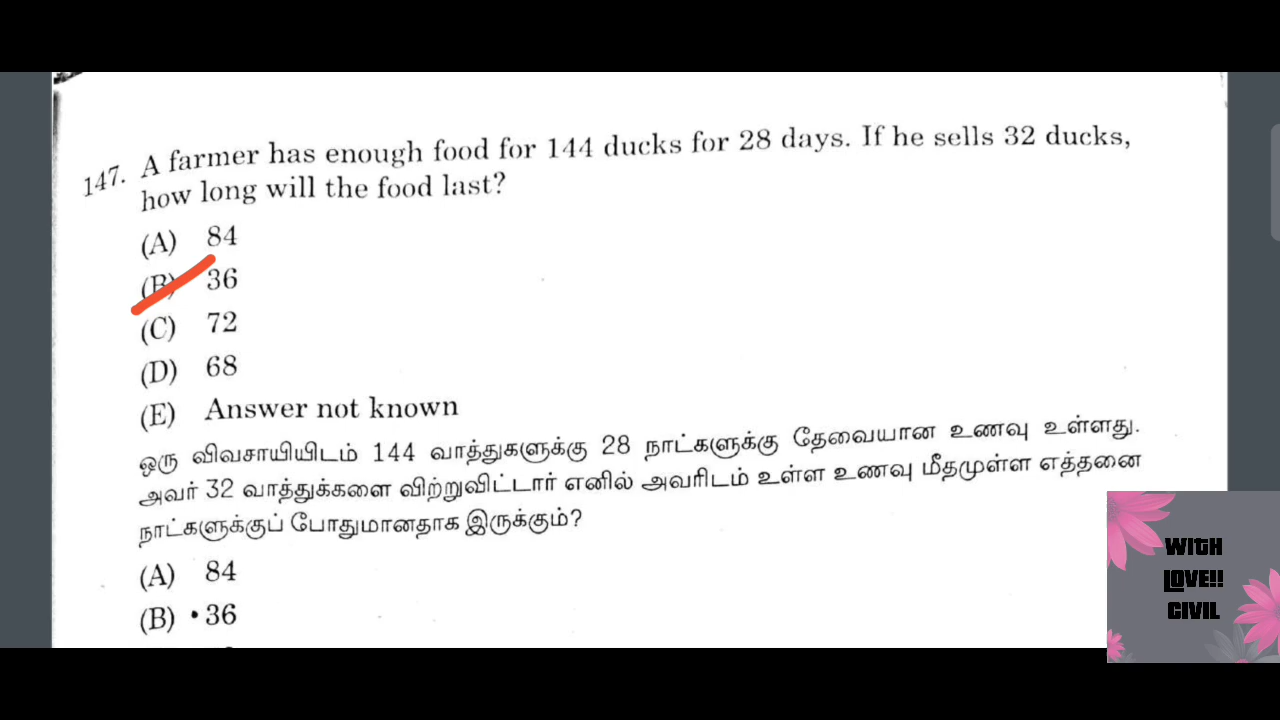 147. A farmer has enough food for 144 ducks for 28 days. If he sells 32 ducks,
how long will the food last?
(A) 84
(B) 36
(C) 72
(D) 68
(E) Answer not known
ஒரு விவசாயியிடம் 144 வாத்துகளுக்கு 28 நாட்களுக்கு தேவையான உணவு உள்ளது.
அவர் 32 வாத்துக்களை விற்றுவிட்டார் எனில் அவரிடம் உள்ள உணவு மீதமுள்ள எத்தனை
நாட்களுக்குப் போதுமானதாக இருக்கும்?
(A) 84
(B) • 36
WITH
LOVE!!
CIVIL